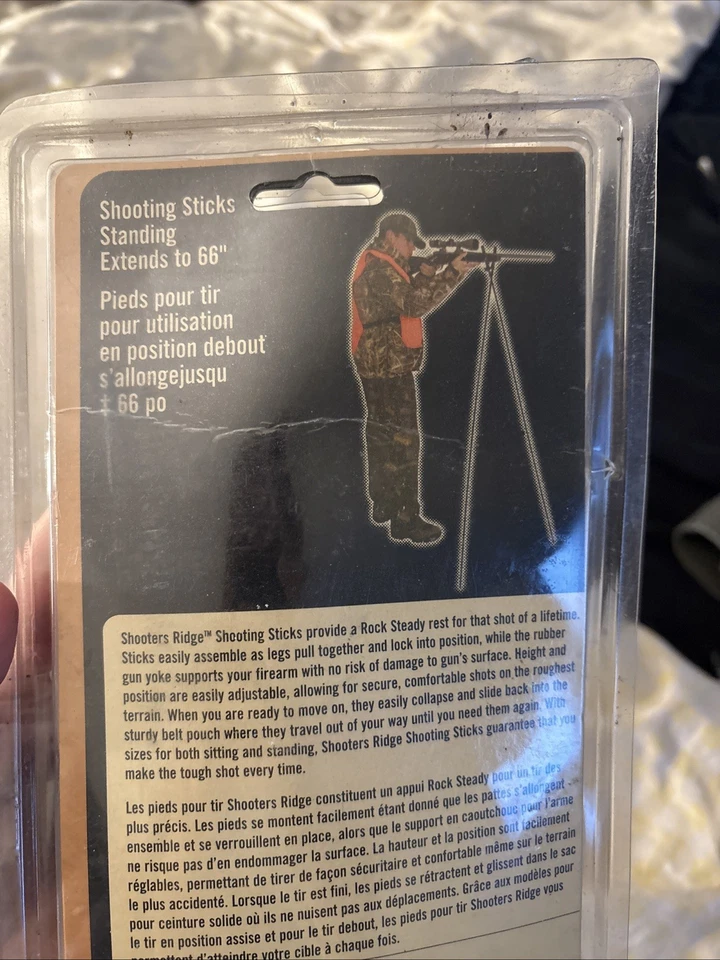 Shooting Sticks
Standing
Extends to 66"
Pieds pour tir
pour utilisation
en position debout
s'allongejusqu
‡ 66 po
Shooters Ridge™ Shooting Sticks provide a Rock Steady rest for that shot of a lifetime.
Sticks easily assemble as legs pull together and lock into position, while the rubber
gun yoke supports your firearm with no risk of damage to gun's surface. Height and
position are easily adjustable, allowing for secure, comfortable shots on the roughest
terrain. When you are ready to move on, they easily collapse and slide back into the
sturdy belt pouch where they travel out of your way until you need them again. With
sizes for both sitting and standing, Shooters Ridge Shooting Sticks guarantee that you
make the tough shot every time.
Les pieds pour tir Shooters Ridge constituent un appui Rock Steady pour un tir des
plus précis. Les pieds se montent facilement étant donné que les pattes s'allongent
ensemble et se verrouillent en place, alors que le support en caoutchouc pour l'arme
ne risque pas d'en endommager la surface. La hauteur et la position sont facilement
réglables, permettant de tirer de façon sécuritaire et confortable même sur le terrain
le plus accidenté. Lorsque le tir est fini, les pieds se rétractent et glissent dans le sac
pour ceinture solide où ils ne nuisent pas aux déplacements. Grâce aux modèles pour
le tir en position assise et pour le tir debout, les pieds pour tir Shooters Ridge vous
permettent d'atteindre votre cible à chaque fois.